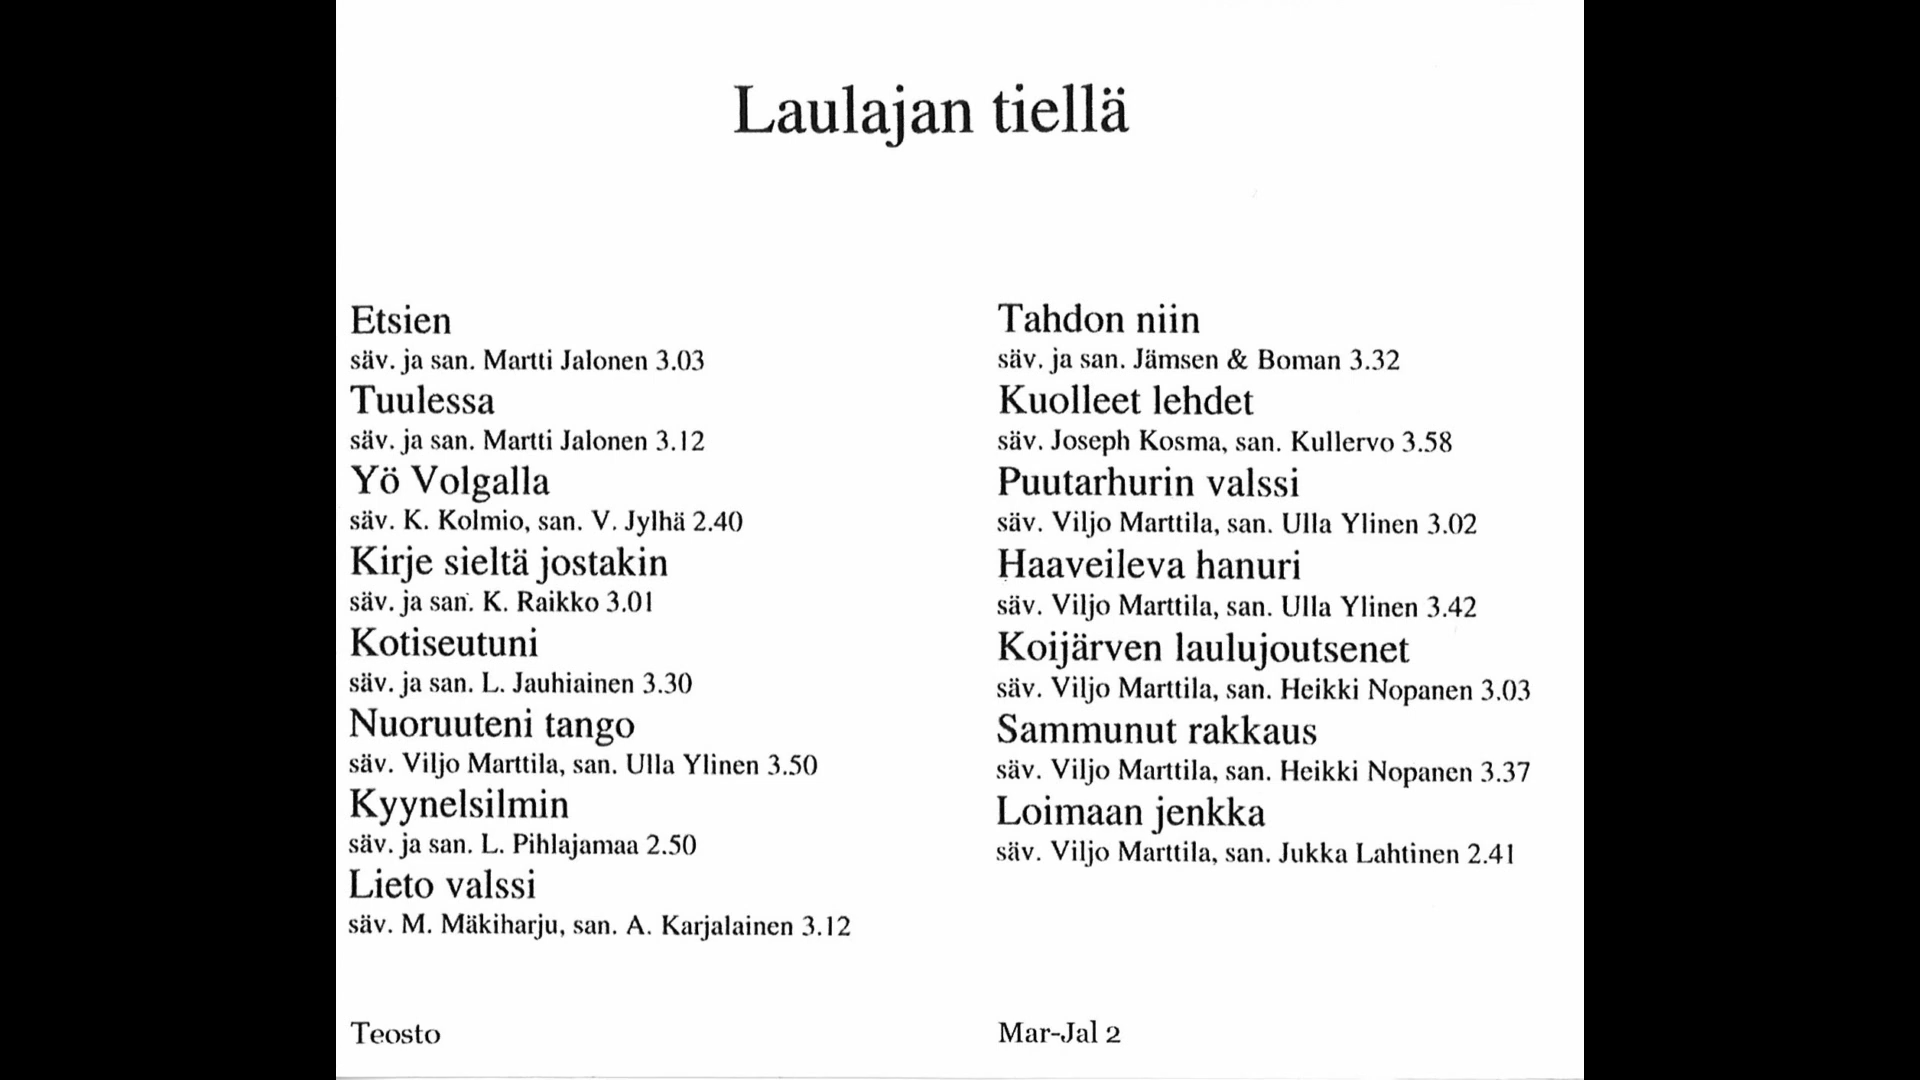 Laulajan tiellä
Etsien
säv. ja san. Martti Jalonen 3.03
Tuulessa
säv. ja san. Martti Jalonen 3.12
Yö Volgalla
säv. K. Kolmio, san. V. Jylhä 2.40
Kirje sieltä jostakin
säv. ja san. K. Raikko 3.01
Kotiseutuni
säv. ja san. L. Jauhiainen 3.30
Nuoruuteni tango
säv. Viljo Marttila, san. Ulla Ylinen 3.50
Kyynelsilmin
säv. ja san. L. Pihlajamaa 2.50
Lieto valssi
säv. M. Mäkiharju, san. A. Karjalainen 3.12
Tahdon niin
säv. ja san. Jämsen & Boman 3.32
Kuolleet lehdet
säv. Joseph Kosma, san. Kullervo 3.58
Puutarhurin valssi
säv. Viljo Marttila, san. Ulla Ylinen 3.02
Haaveileva hanuri
säv. Viljo Marttila, san. Ulla Ylinen 3.42
Koijärven laulujoutsenet
säv. Viljo Marttila, san. Heikki Nopanen 3.03
Sammunut rakkaus
säv. Viljo Marttila, san. Heikki Nopanen 3.37
Loimaan jenkka
säv. Viljo Marttila, san. Jukka Lahtinen 2.41
Teosto
Mar-Jal 2